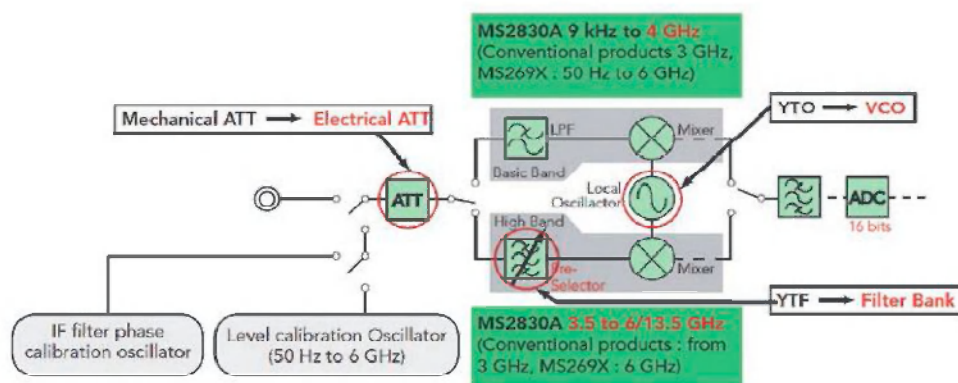 MS2830A 9 kHz to 4 GHz
(Conventional products 3 GHz,
MS269X : 50 Hz to 6 GHz)
Mechanical ATT
Electrical ATT
YTO
VCO
LPF
Mixer
Basic Band
Local
Oscillactor
ATT
ADC
16 bits
High Band
Pre-
Selector
Mixer
YTF
Filter Bank
IF filter phase
calibration oscillator
Level calibration Oscillator
(50 Hz to 6 GHz)
MS2830A 3.5 to 6/13.5 GHz
(Conventional products : from
3 GHz, MS269X : 6 GHz)